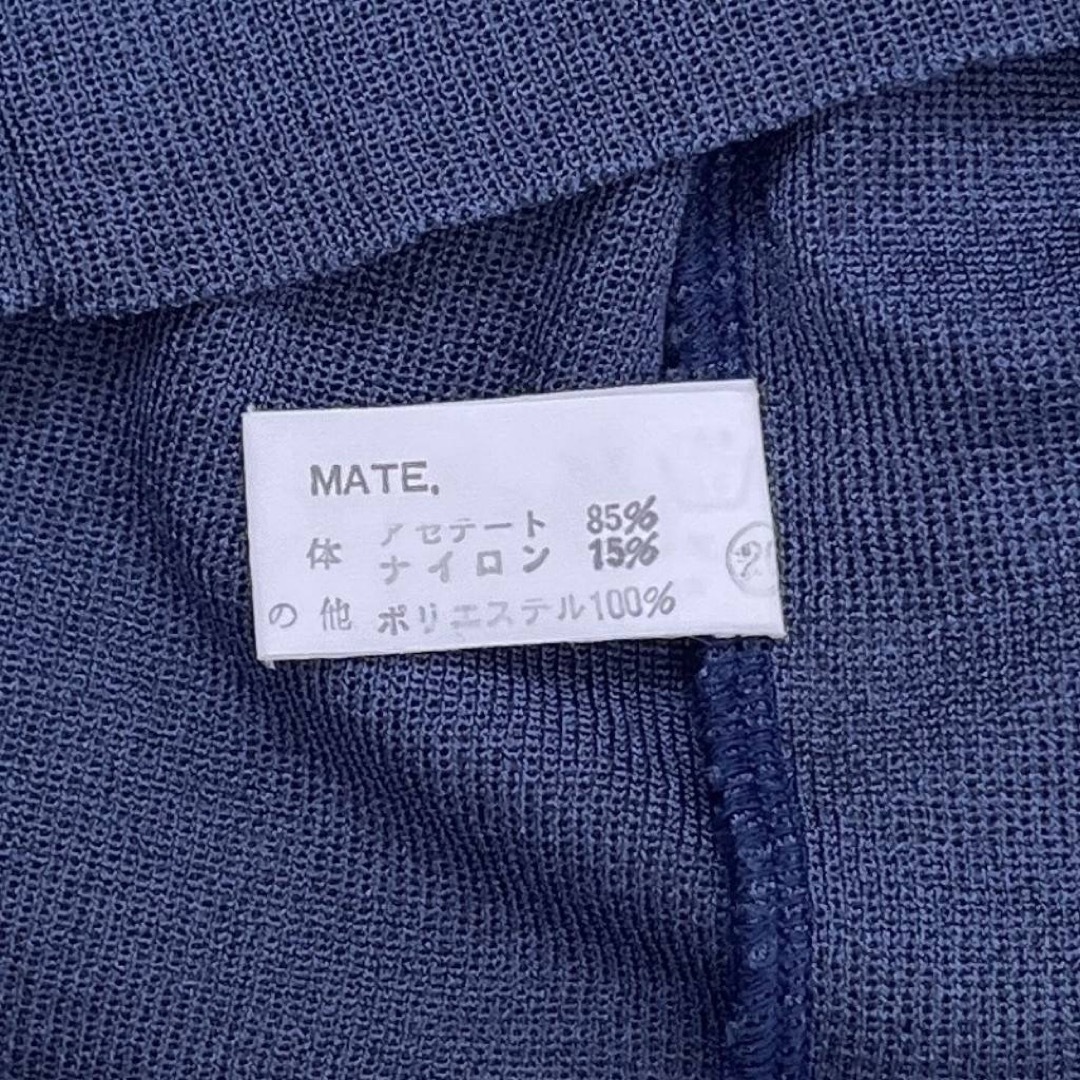 MATE.
体 アセテート 85%
ナイロン 15%
の他 ポリエステル100%